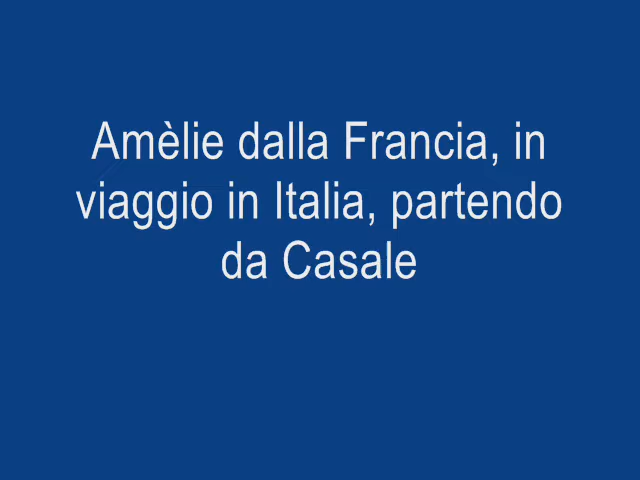 Amèlie dalla Francia, in
viaggio in Italia, partendo
da Casale